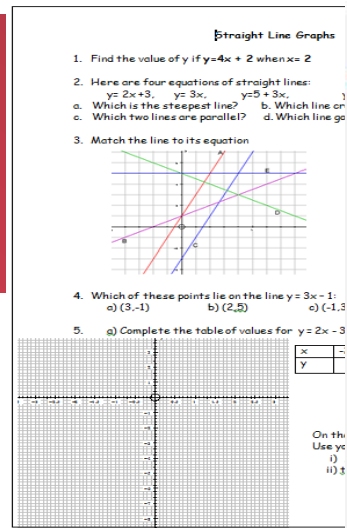 Straight Line Graphs
1. Find the value of y if y=4x + 2 when x= 2
2. Here are four equations of straight lines:
y= 2x+3, y= 3x, y=5 + 3x,
a. Which is the steepest line? b. Which line cr
c. Which two lines are parallel? d. Which line go
3. Match the line to its equation
A
E
D
B
C
4. Which of these points lie on the line y = 3x – 1:
a) (3,-1) b) (2,5) c) (-1,3
5. a) Complete the table of values for y = 2x - 3
x
y
On th
Use yo
i)
ii)